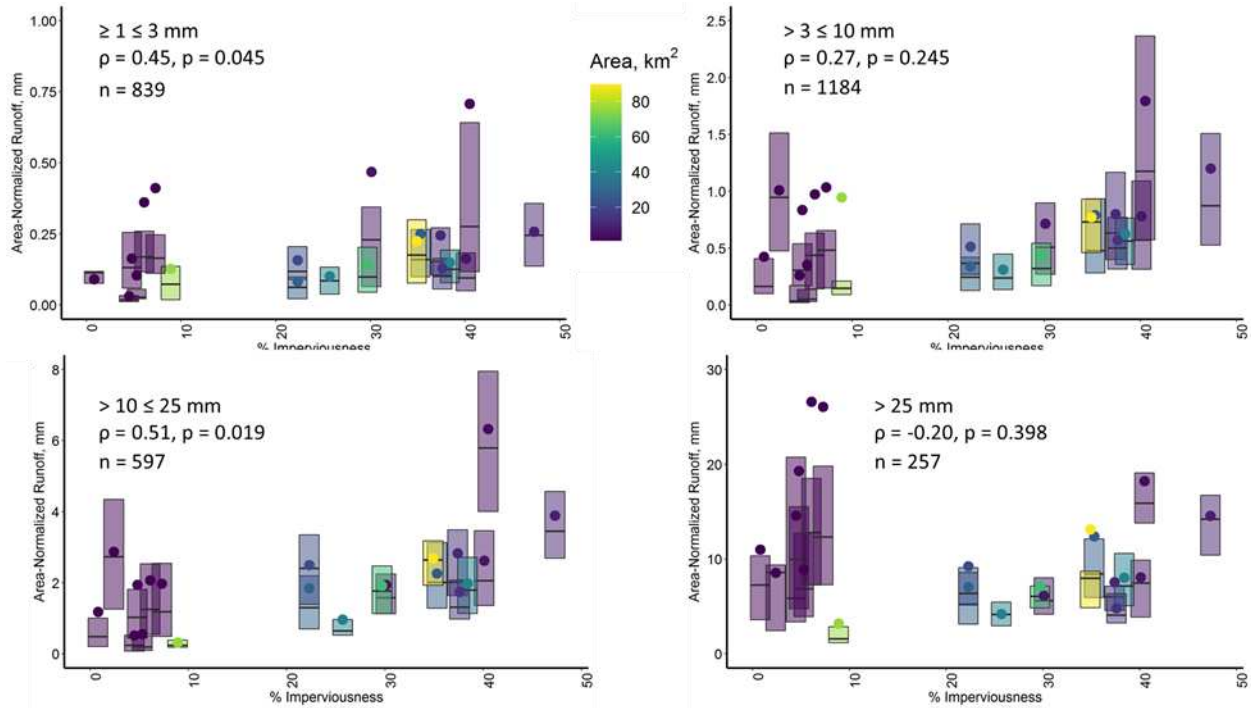 ≥ 1 ≤ 3 mm
ρ = 0.45, p = 0.045
n = 839
Area-Normalized Runoff, mm
1.00
0.75
0.50
0.25
0.00
0
10
20
30
40
50
% Imperviousness
Area, km²
80
60
40
20
> 3 ≤ 10 mm
ρ = 0.27, p = 0.245
n = 1184
Area-Normalized Runoff, mm
2.5
2.0
1.5
1.0
0.5
0.0
0
10
20
30
40
50
% Imperviousness
> 10 ≤ 25 mm
ρ = 0.51, p = 0.019
n = 597
Area-Normalized Runoff, mm
8
6
4
2
0
0
10
20
30
40
50
% Imperviousness
> 25 mm
ρ = -0.20, p = 0.398
n = 257
Area-Normalized Runoff, mm
30
20
10
0
0
10
20
30
40
50
% Imperviousness